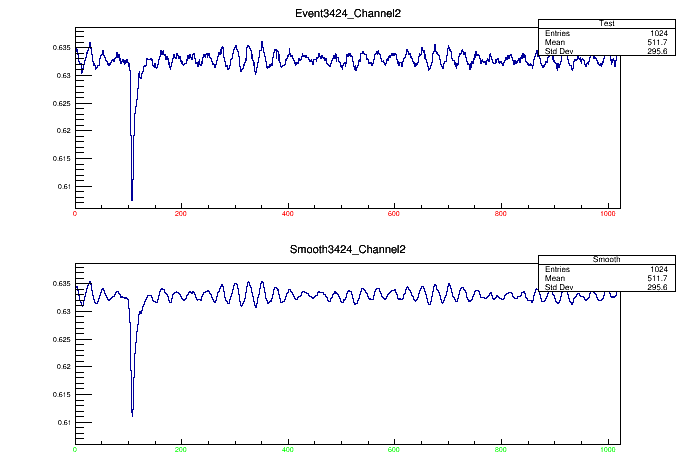 Event3424_Channel2
Test
Entries 1024
Mean 511.7
Std Dev 295.6
0.635
0.63
0.625
0.62
0.615
0.61
0 200 400 600 800 1000
Smooth3424_Channel2
Smooth
Entries 1024
Mean 511.7
Std Dev 295.6
0.635
0.63
0.625
0.62
0.615
0.61
0 200 400 600 800 1000